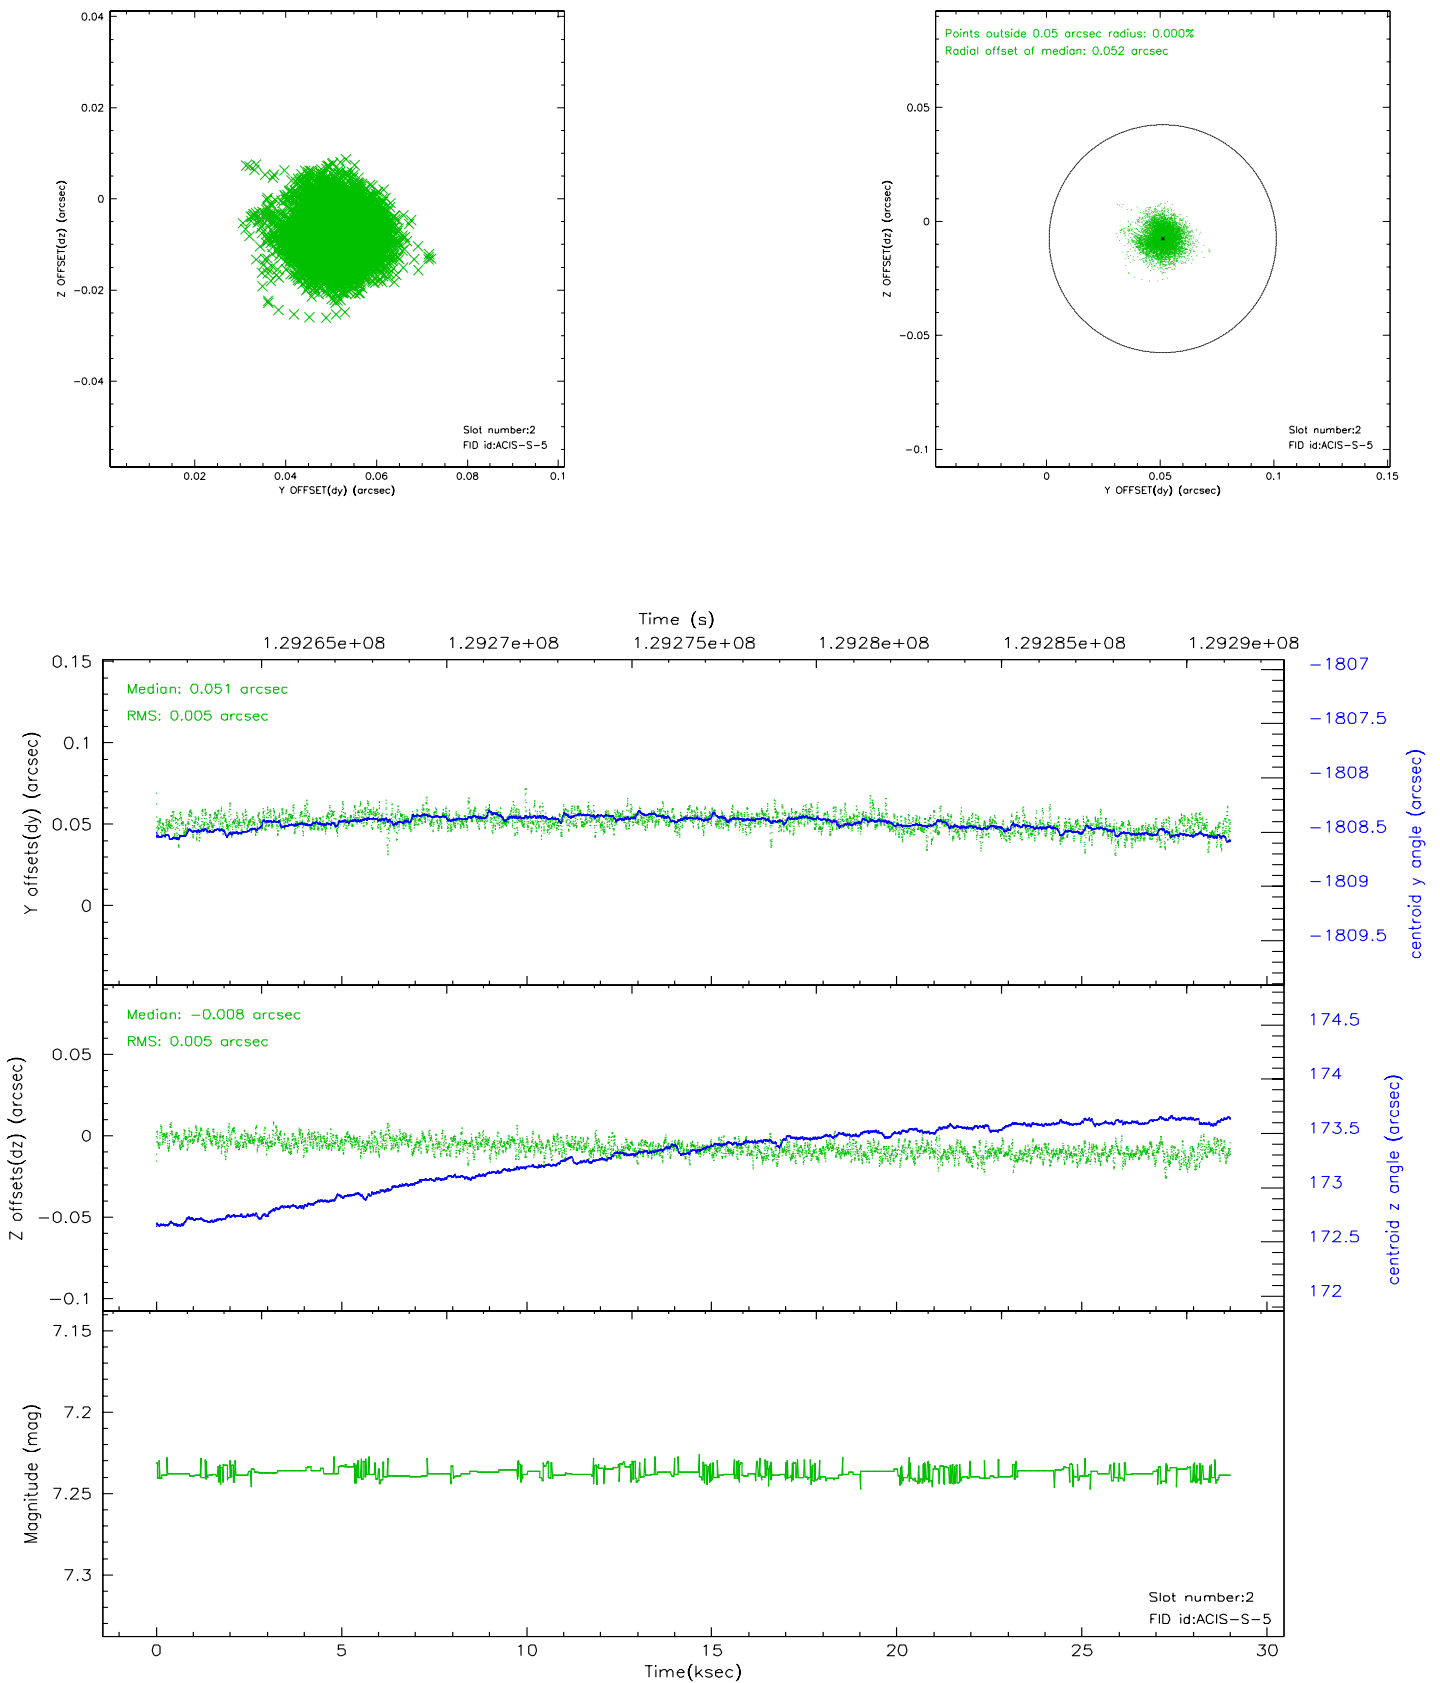 0.04
0.02
0
-0.02
-0.04
Z OFFSET(dz) (arcsec)
Slot number:2
FID id:ACIS-S-5
0.02 0.04 0.06 0.08 0.1
Y OFFSET(dy) (arcsec)
Points outside 0.05 arcsec radius: 0.000%
Radial offset of median: 0.052 arcsec
0.05
0
-0.05
-0.1
Z OFFSET(dz) (arcsec)
Slot number:2
FID id:ACIS-S-5
0 0.05 0.1 0.15
Y OFFSET(dy) (arcsec)
Time (s)
1.29265e+08 1.2927e+08 1.29275e+08 1.2928e+08 1.29285e+08 1.2929e+08
0.15
0.1
0.05
0
Y offsets(dy) (arcsec)
Median: 0.051 arcsec
RMS: 0.005 arcsec
-1807
-1807.5
-1808
-1808.5
-1809
-1809.5
centroid y angle (arcsec)
0.05
0
-0.05
-0.1
Z offsets(dz) (arcsec)
Median: -0.008 arcsec
RMS: 0.005 arcsec
174.5
174
173.5
173
172.5
172
centroid z angle (arcsec)
7.15
7.2
7.25
7.3
Magnitude (mag)
Slot number:2
FID id:ACIS-S-5
0 5 10 15 20 25 30
Time(ksec)